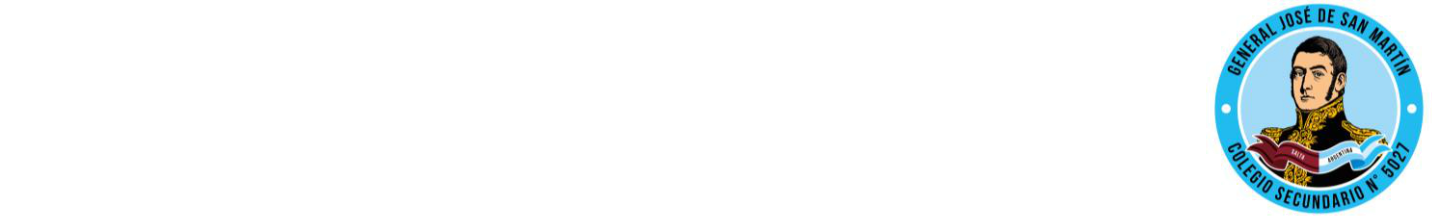 GENERAL JOSÉ DE SAN MARTÍN
SALTA ARGENTINA
COLEGIO SECUNDARIO N° 5027